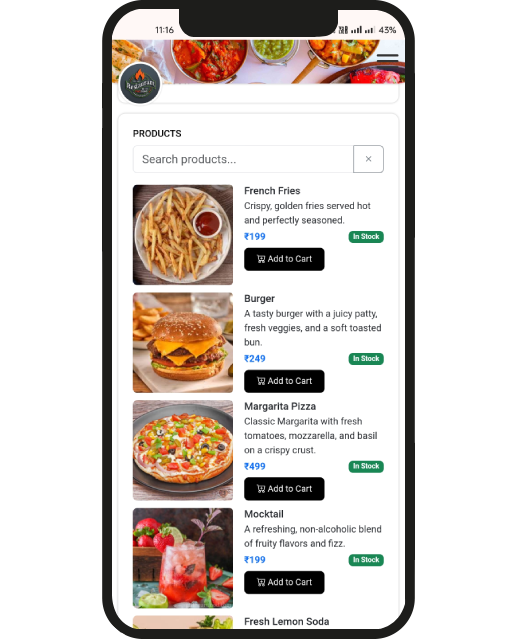 11:16
43%
Restaurant
PRODUCTS
Search products...
×
French Fries
Crispy, golden fries served hot
and perfectly seasoned.
₹199
In Stock
Add to Cart
Burger
A tasty burger with a juicy patty,
fresh veggies, and a soft toasted
bun.
₹249
In Stock
Add to Cart
Margarita Pizza
Classic Margarita with fresh
tomatoes, mozzarella, and basil
on a crispy crust.
₹499
In Stock
Add to Cart
Mocktail
A refreshing, non-alcoholic blend
of fruity flavors and fizz.
₹199
In Stock
Add to Cart
Fresh Lemon Soda